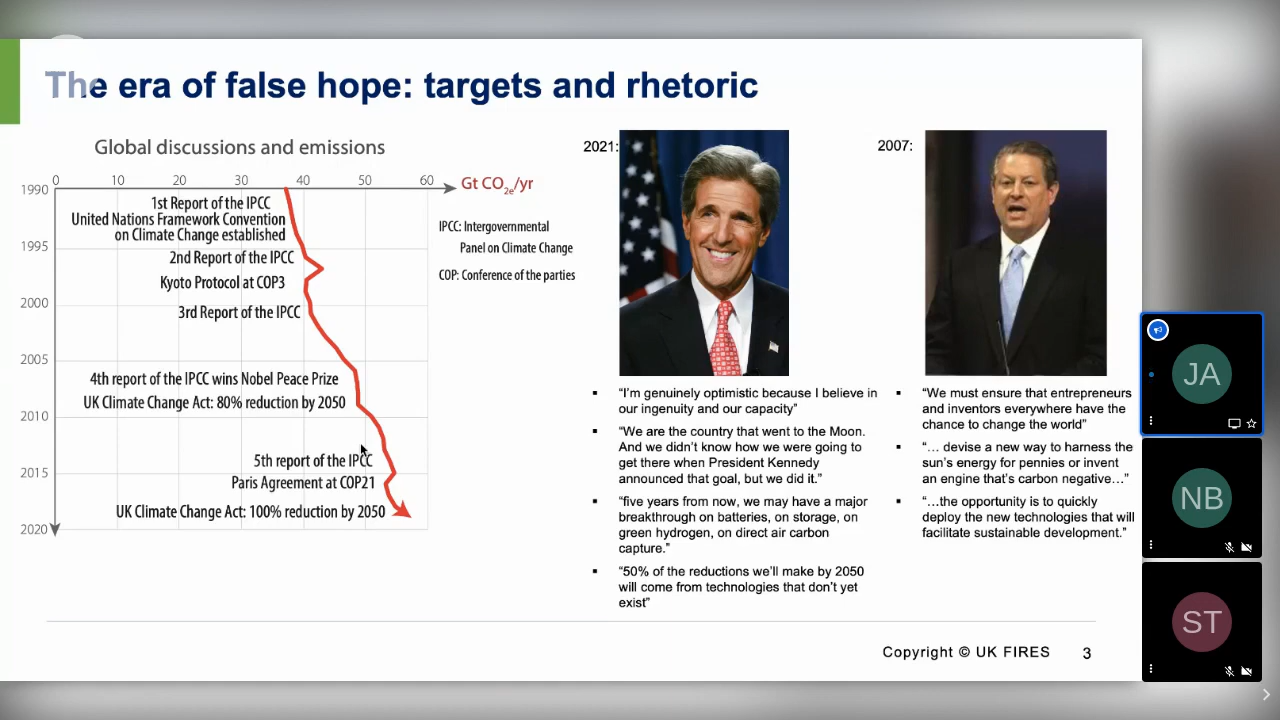 The era of false hope: targets and rhetoric
Global discussions and emissions
0 10 20 30 40 50 60 Gt CO2e/yr
1990
1st Report of the IPCC
United Nations Framework Convention
on Climate Change established
1995
2nd Report of the IPCC
Kyoto Protocol at COP3
2000
3rd Report of the IPCC
2005
4th report of the IPCC wins Nobel Peace Prize
UK Climate Change Act: 80% reduction by 2050
2010
5th report of the IPCC
2015
Paris Agreement at COP21
UK Climate Change Act: 100% reduction by 2050
2020
IPCC: Intergovernmental
Panel on Climate Change
COP: Conference of the parties
2021:
▪ “I’m genuinely optimistic because I believe in
our ingenuity and our capacity”
▪ “We are the country that went to the Moon.
And we didn’t know how we were going to
get there when President Kennedy
announced that goal, but we did it.”
▪ “five years from now, we may have a major
breakthrough on batteries, on storage, on
green hydrogen, on direct air carbon
capture.”
▪ “50% of the reductions we’ll make by 2050
will come from technologies that don’t yet
exist”
2007:
▪ “We must ensure that entrepreneurs
and inventors everywhere have the
chance to change the world”
▪ “… devise a new way to harness the
sun’s energy for pennies or invent
an engine that’s carbon negative…”
▪ “…the opportunity is to quickly
deploy the new technologies that will
facilitate sustainable development.”
Copyright © UK FIRES 3
JA
NB
ST